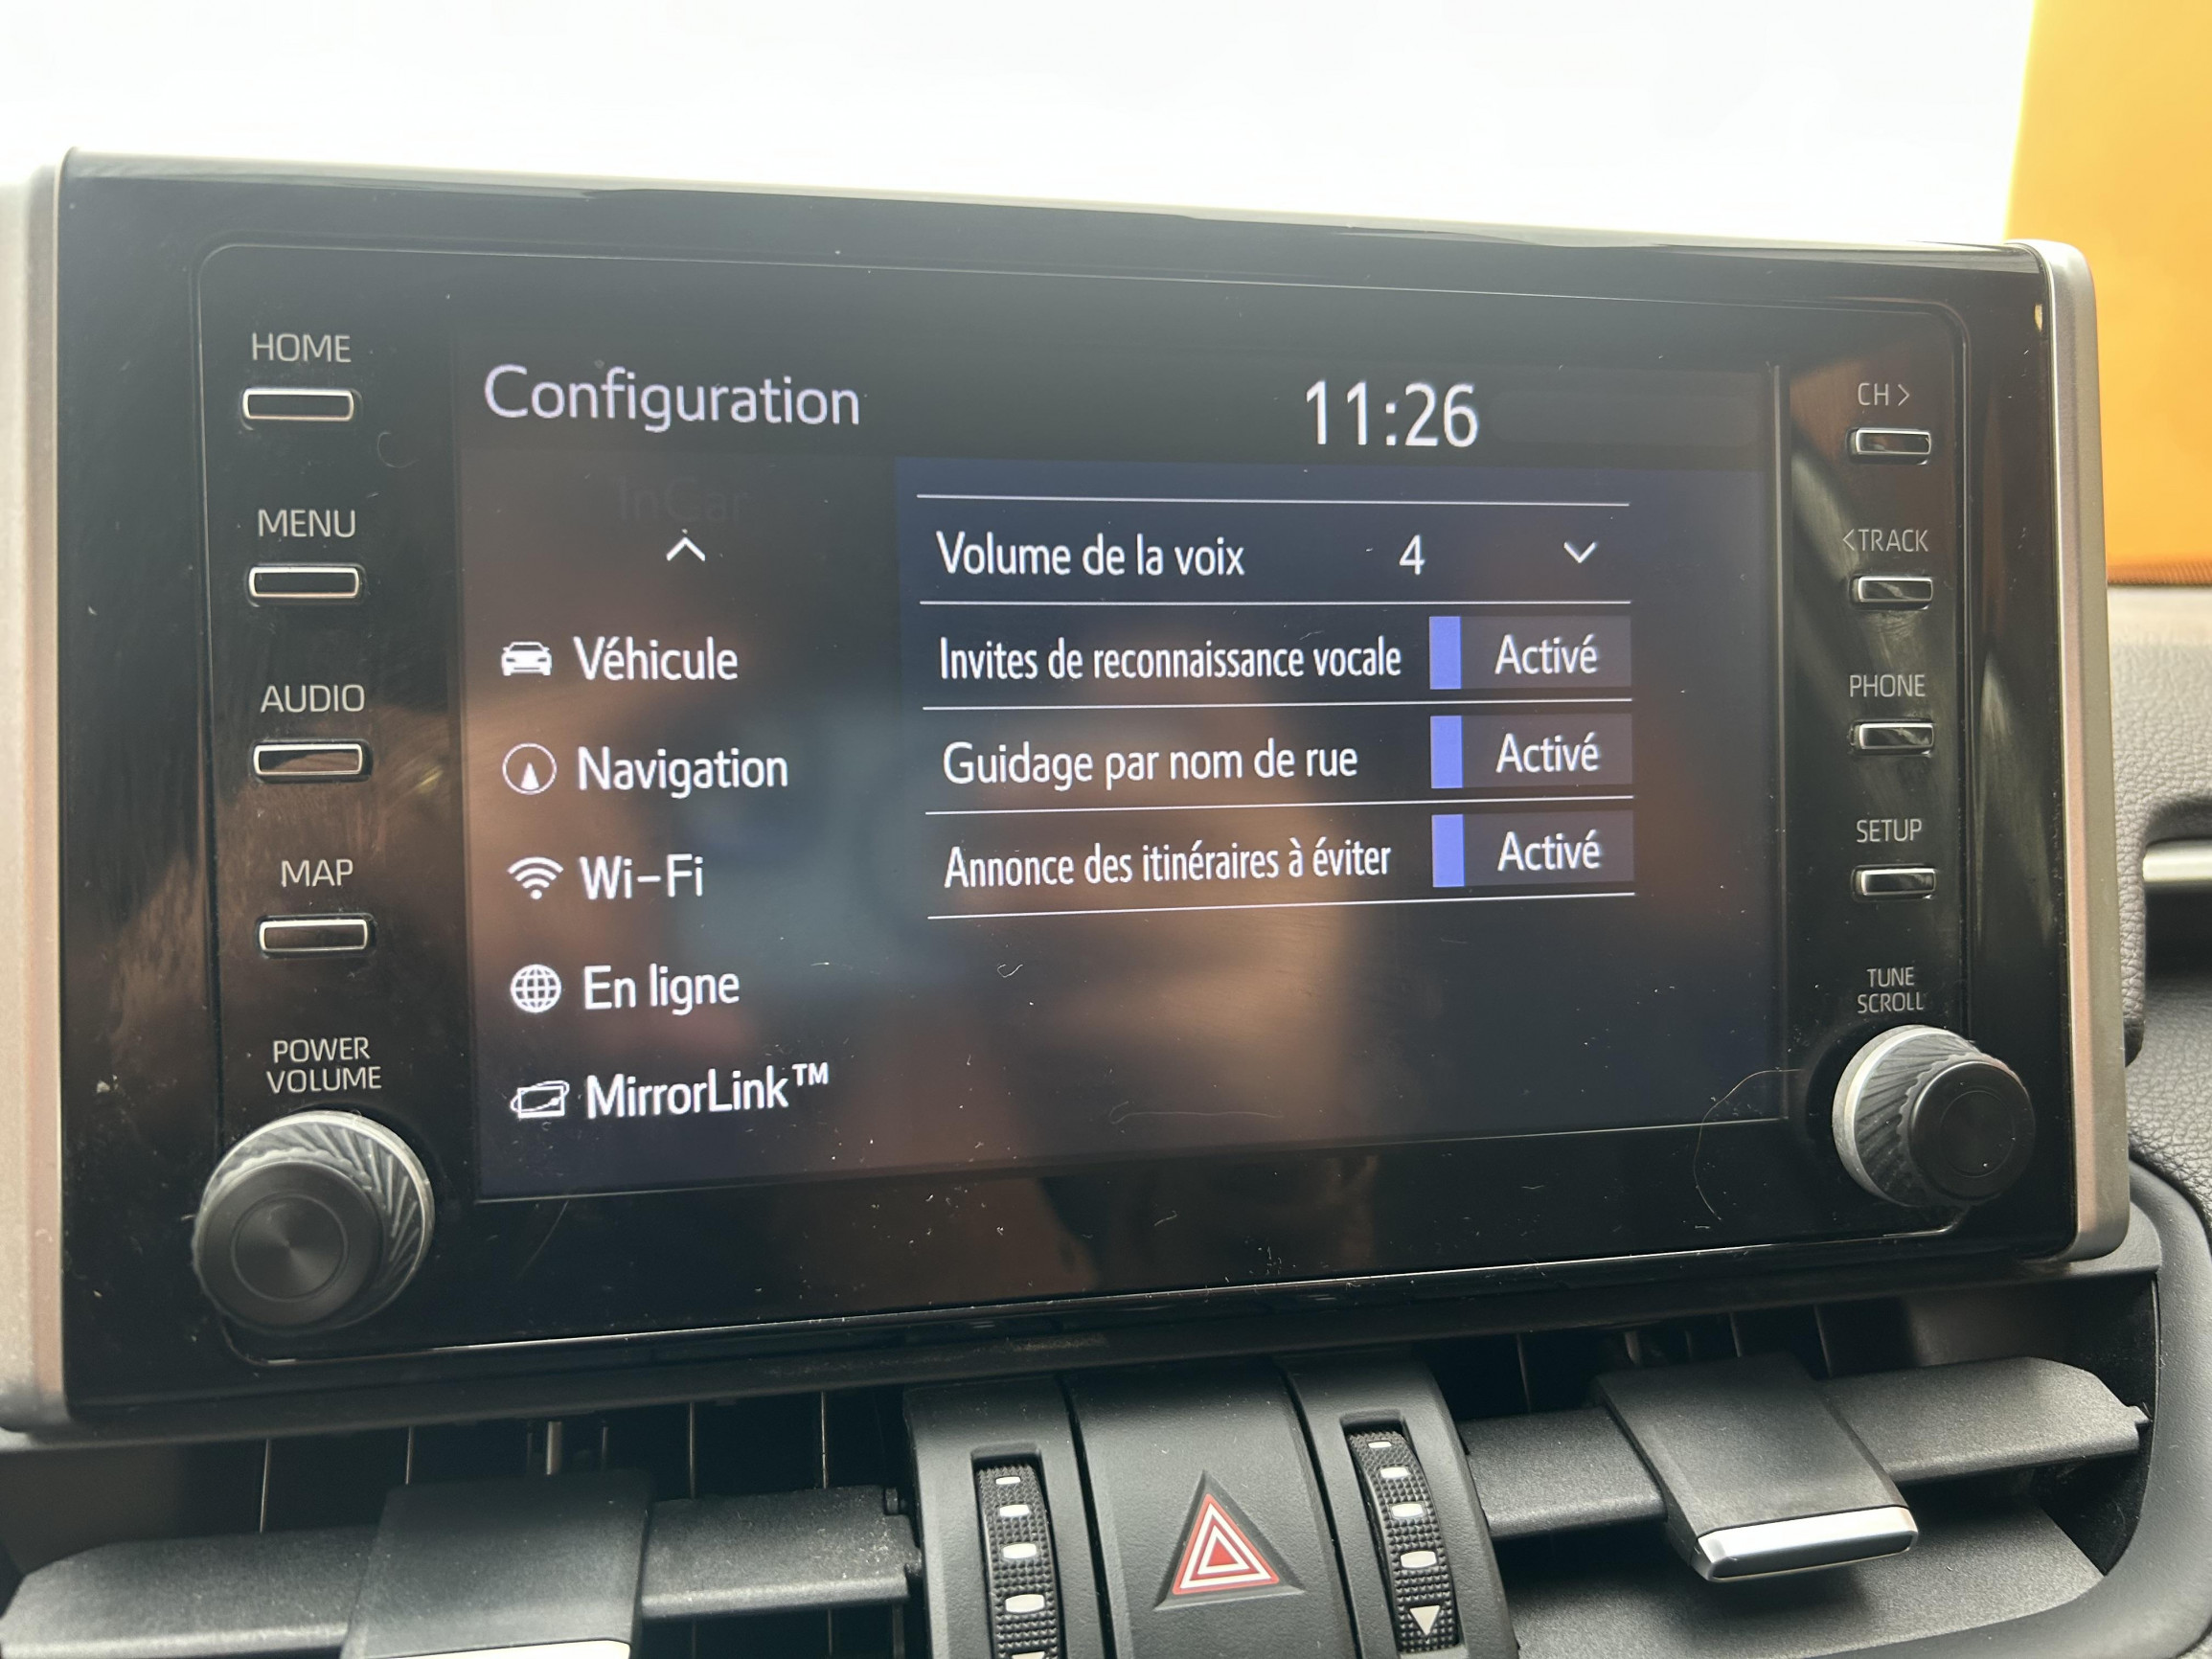 HOME
MENU
AUDIO
MAP
POWER
VOLUME
Configuration
11:26
InCar
Véhicule
Navigation
Wi-Fi
En ligne
MirrorLink™
Volume de la voix 4
Invites de reconnaissance vocale Activé
Guidage par nom de rue Activé
Annonce des itinéraires à éviter Activé
CH >
< TRACK
PHONE
SETUP
TUNE
SCROLL